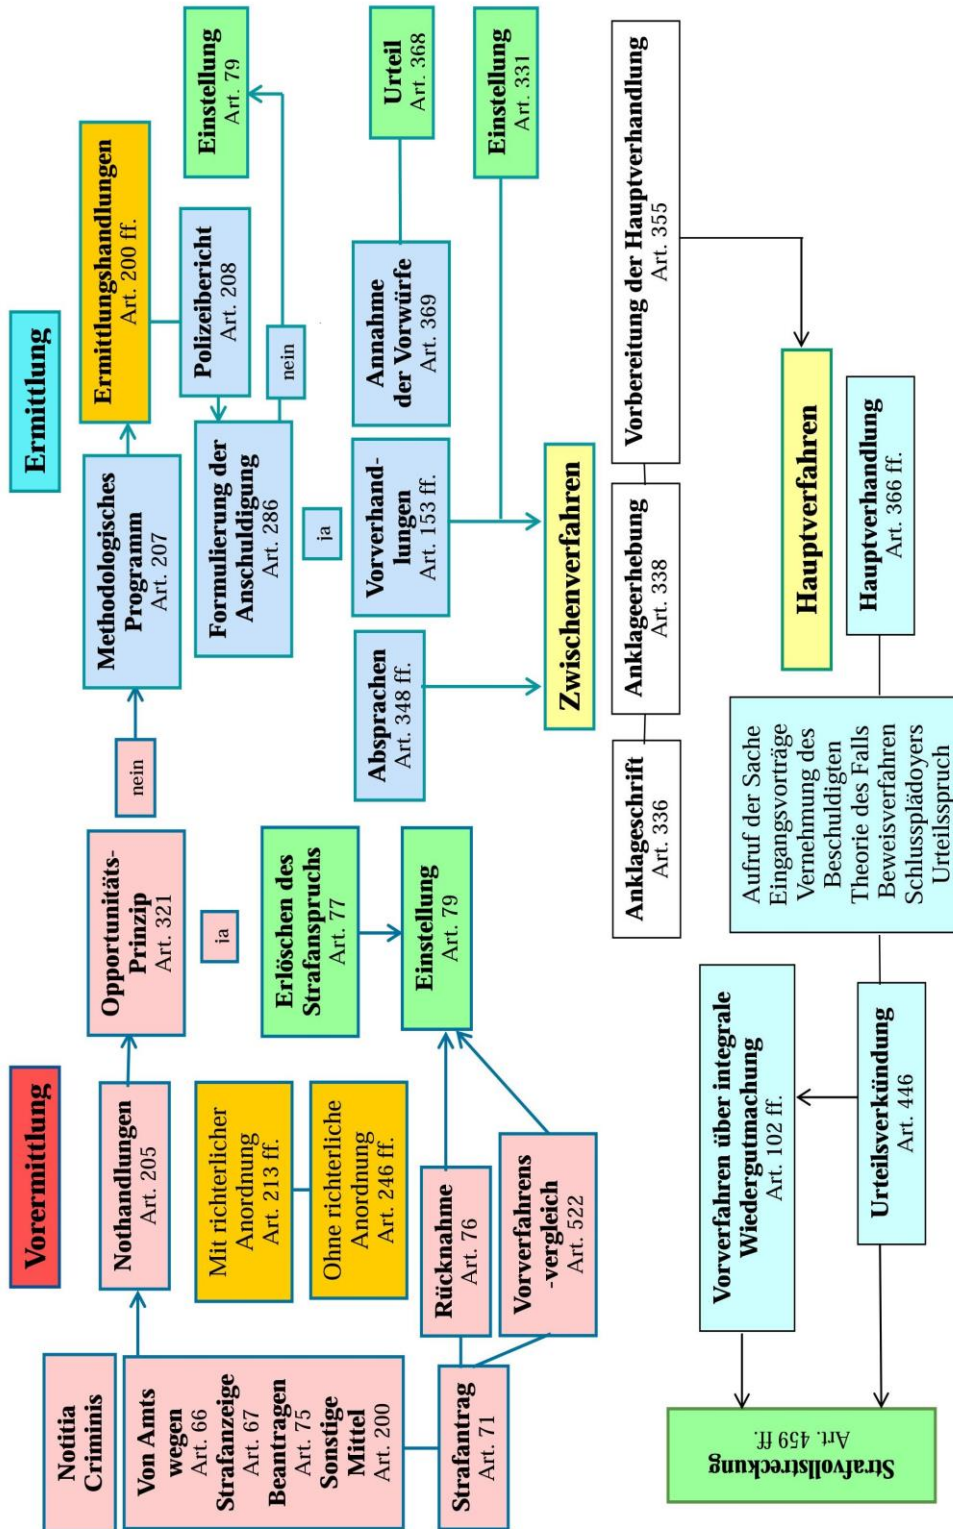 Vorermittlung
Ermittlung
Notitia
Criminis
Von Amts
wegen
Art. 66
Strafanzeige
Art. 67
Beantragen
Art. 75
Sonstige
Mittel
Art. 200
Strafantrag
Art. 71
Nothandlungen
Art. 205
Mit richterlicher
Anordnung
Art. 213 ff.
Ohne richterliche
Anordnung
Art. 246 ff.
Rücknahme
Art. 76
Vorverfahrens
-vergleich
Art. 522
Opportunitäts-
Prinzip
Art. 321
ia
nein
Erlöschen des
Strafanspruchs
Art. 77
Einstellung
Art. 79
Methodologisches
Programm
Art. 207
Ermittlungshandlungen
Art. 200 ff.
Polizeibericht
Art. 208
Formulierung der
Anschuldigung
Art. 286
nein
Einstellung
Art. 79
ja
Absprachen
Art. 348 ff.
Vorverhand-
lungen
Art. 153 ff.
Annahme
der Vorwürfe
Art. 369
Urteil
Art. 368
Einstellung
Art. 331
Zwischenverfahren
Anklageschrift
Art. 336
Anklageerhebung
Art. 338
Vorbereitung der Hauptverhandlung
Art. 355
Hauptverfahren
Hauptverhandlung
Art. 366 ff.
Aufruf der Sache
Eingangsvorträge
Vernehmung des
Beschuldigten
Theorie des Falls
Beweisverfahren
Schlussplädoyers
Urteilsspruch
Urteilsverkündung
Art. 446
Vorverfahren über integrale
Wiedergutmachung
Art. 102 ff.
Strafvollstreckung
Art. 459 ff.